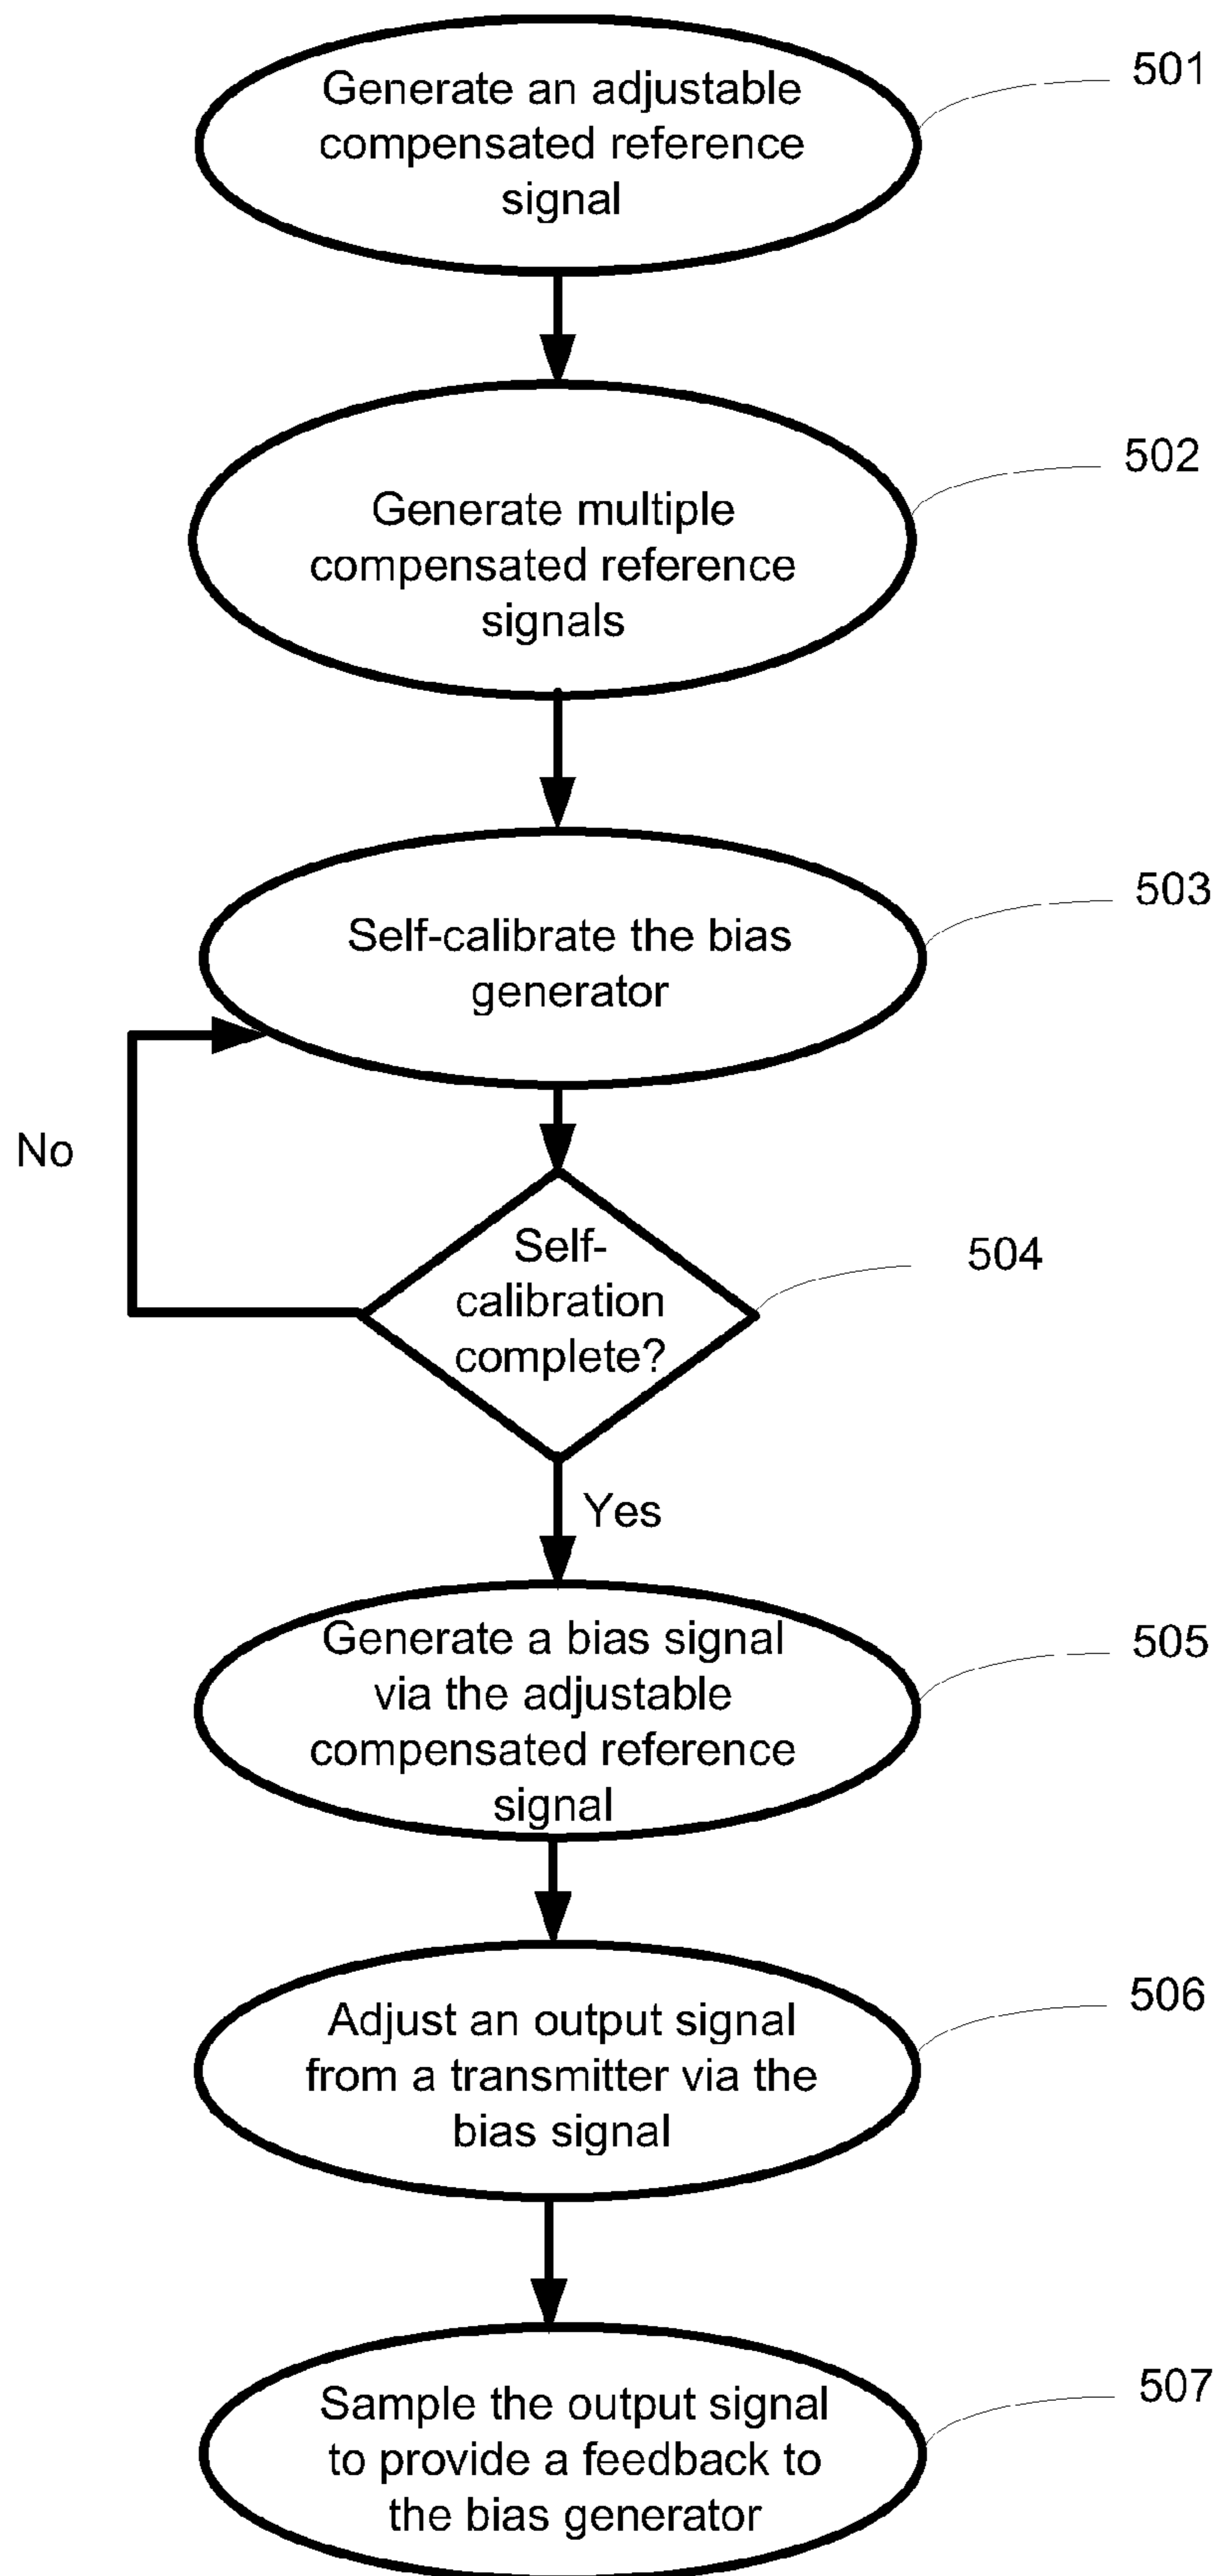 Generate an adjustable
compensated reference
signal
501
Generate multiple
compensated reference
signals
502
Self-calibrate the bias
generator
503
No
Self-
calibration
complete?
504
Yes
Generate a bias signal
via the adjustable
compensated reference
signal
505
Adjust an output signal
from a transmitter via the
bias signal
506
Sample the output signal
to provide a feedback to
the bias generator
507